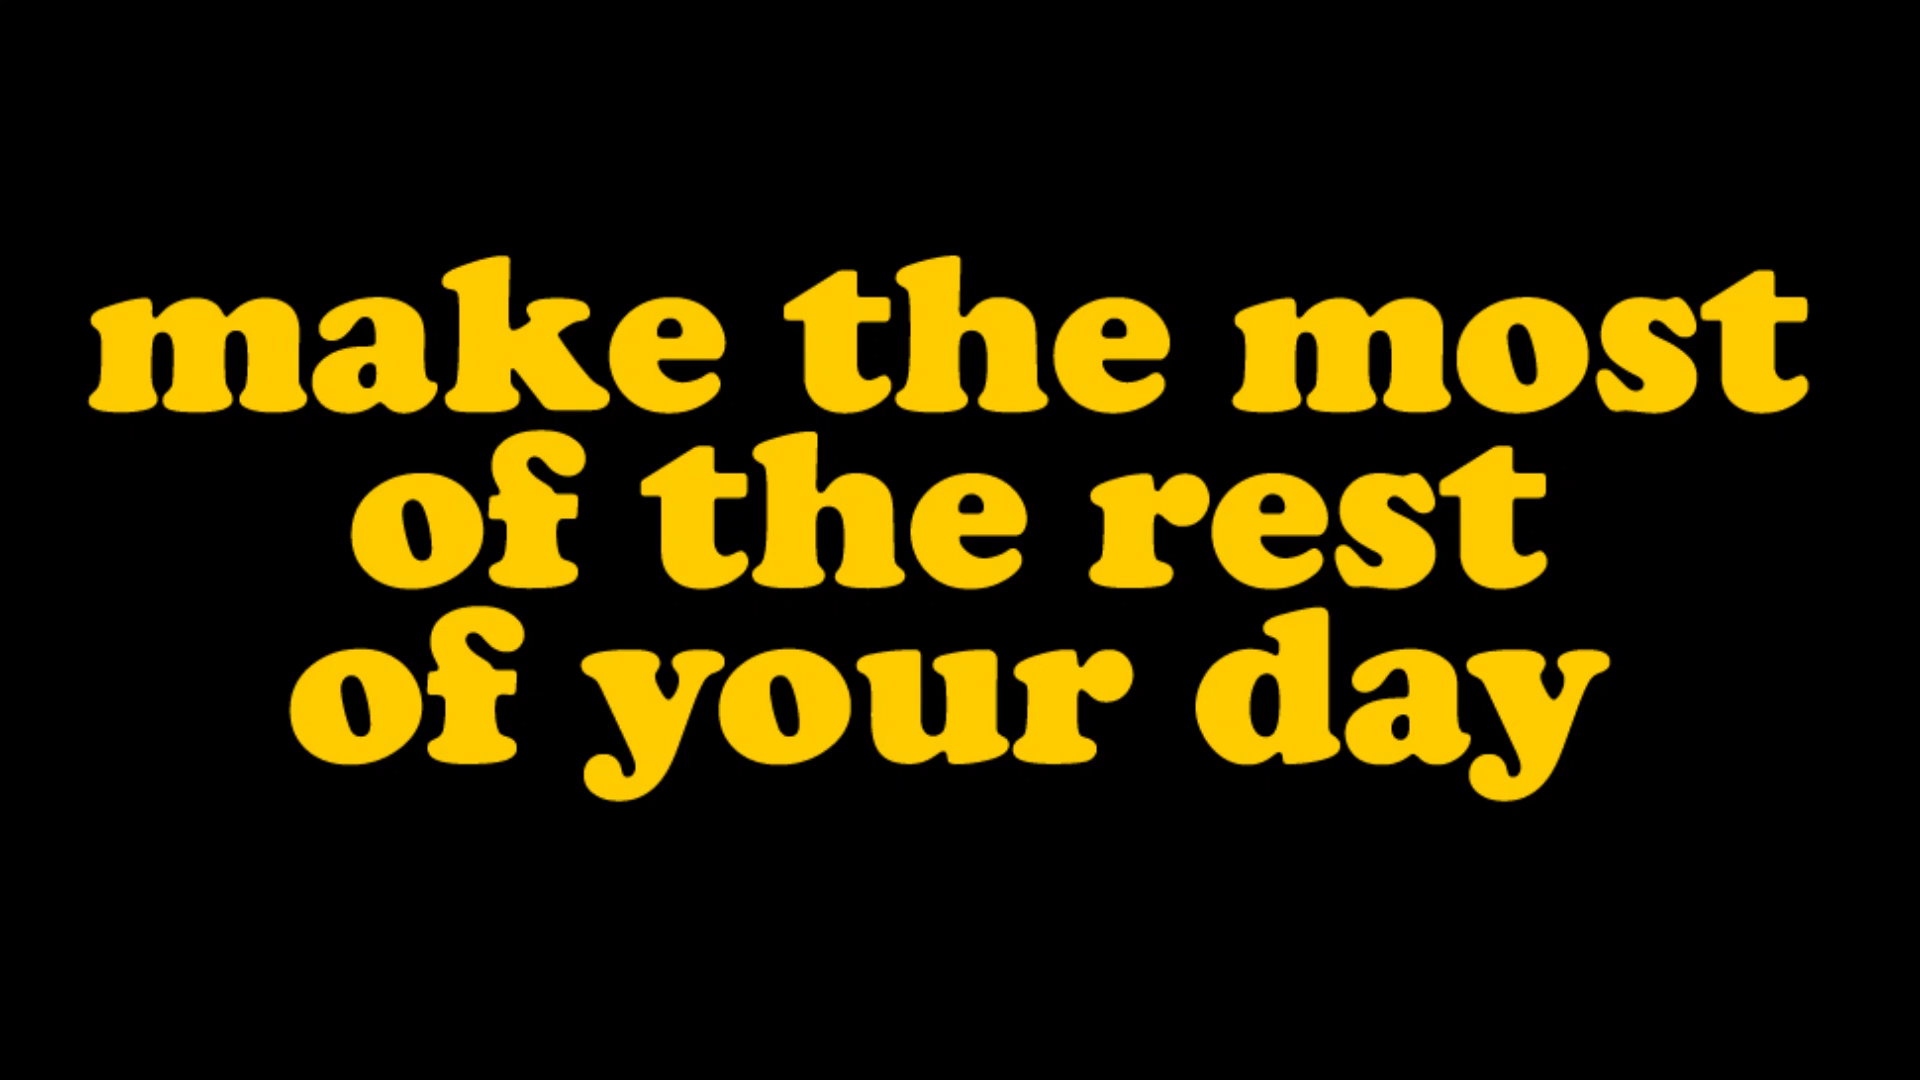 make the most
of the rest
of your day